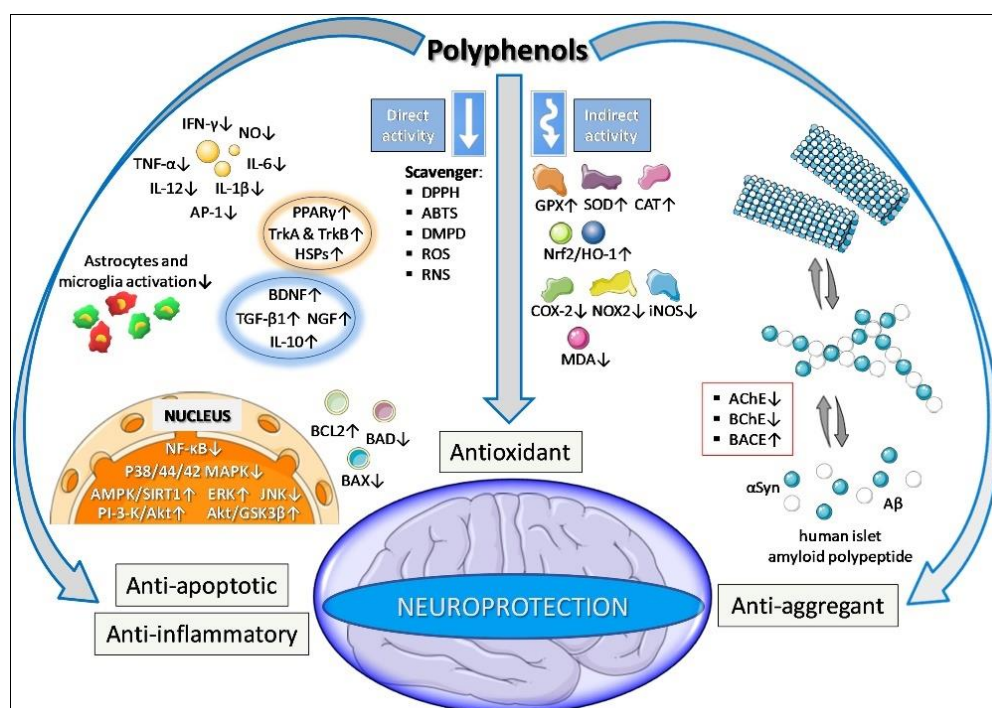 Polyphenols
IFN-γ↓
NO↓
TNF-α↓
IL-6↓
IL-12↓
IL-1β↓
AP-1↓
PPARγ↑
TrkA & TrkB↑
HSPs↑
Astrocytes and
microglia activation↓
BDNF↑
TGF-β1↑ NGF↑
IL-10↑
Direct
activity
Scavenger:
▪ DPPH
▪ ABTS
▪ DMPD
▪ ROS
▪ RNS
Indirect
activity
GPX↑ SOD↑ CAT↑
Nrf2/HO-1↑
COX-2↓ NOX2↓ iNOS↓
MDA↓
NUCLEUS
NF-κB↓
P38/44/42 MAPK↓
AMPK/SIRT1↑ ERK↑ JNK↓
PI-3-K/Akt↑ Akt/GSK3β↑
BCL2↑
BAD↓
BAX↓
Antioxidant
▪ AChE↓
▪ BChE↓
▪ BACE↑
αSyn
Aβ
human islet
amyloid polypeptide
Anti-apoptotic
Anti-inflammatory
NEUROPROTECTION
Anti-aggregant